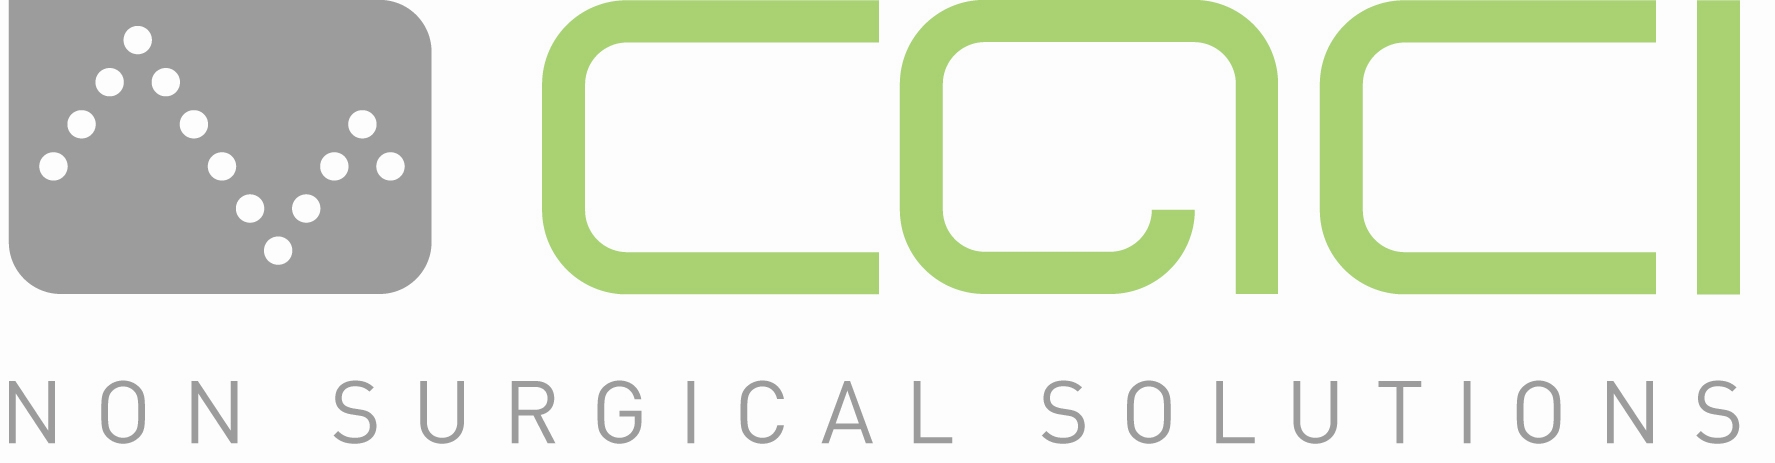 caci
NON SURGICAL SOLUTIONS